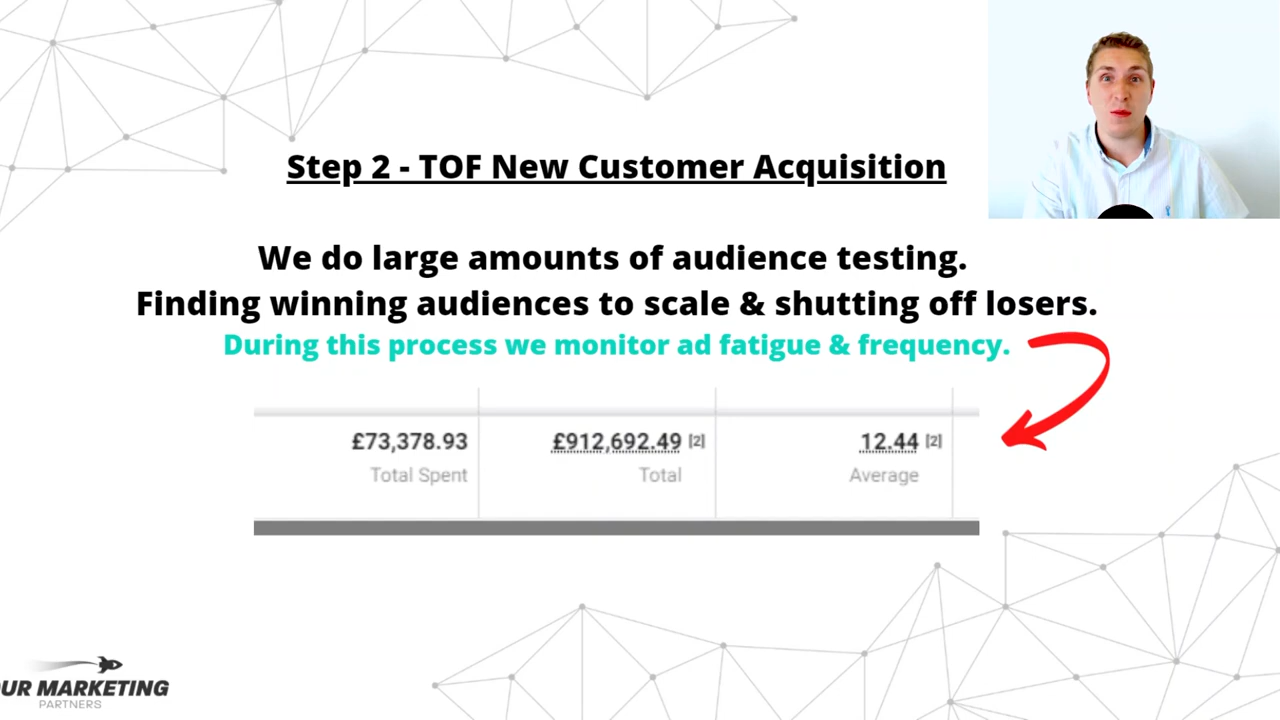 Step 2 - TOF New Customer Acquisition
We do large amounts of audience testing.
Finding winning audiences to scale & shutting off losers.
During this process we monitor ad fatigue & frequency.
£73,378.93 £912,692.49 [2] 12.44 [2]
Total Spent Total Average
OUR MARKETING
PARTNERS